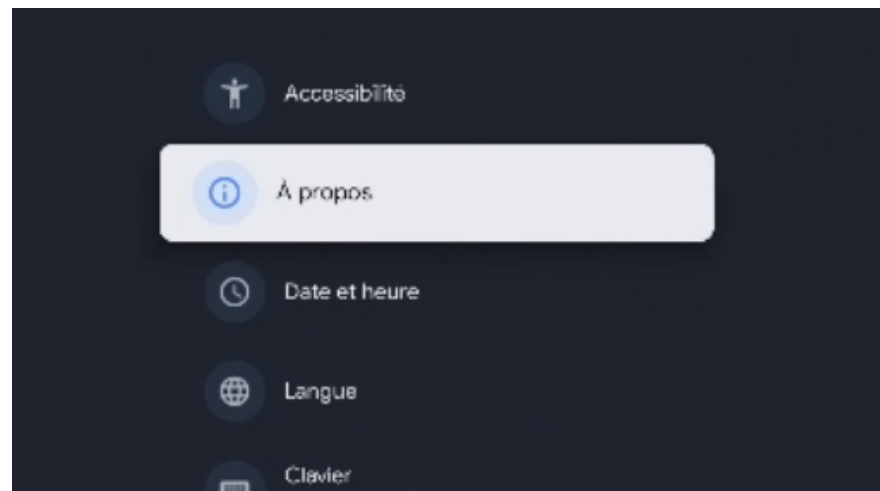 Accessibilité
À propos
Date et heure
Langue
Clavier